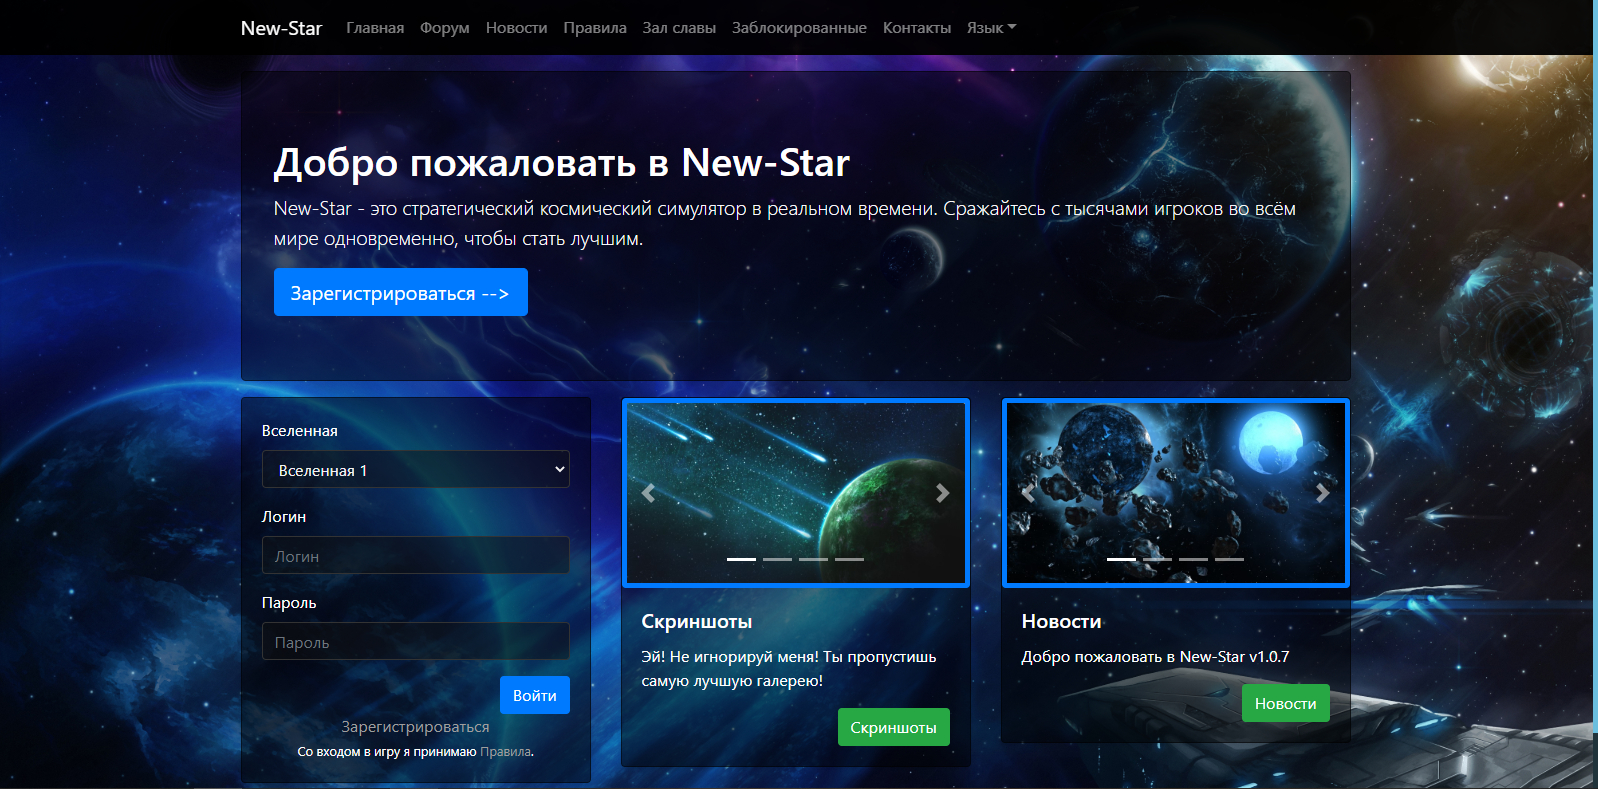 New-Star Главная Форум Новости Правила Зал славы Заблокированные Контакты Язык
Добро пожаловать в New-Star
New-Star - это стратегический космический симулятор в реальном времени. Сражайтесь с тысячами игроков во всём
мире одновременно, чтобы стать лучшим.
Зарегистрироваться -->
Вселенная
Вселенная 1
Логин
Логин
Пароль
Пароль
Войти
Зарегистрироваться
Со входом в игру я принимаю Правила.
Скриншоты
Эй! Не игнорируй меня! Ты пропустишь
самую лучшую галерею!
Скриншоты
Новости
Добро пожаловать в New-Star v1.0.7
Новости